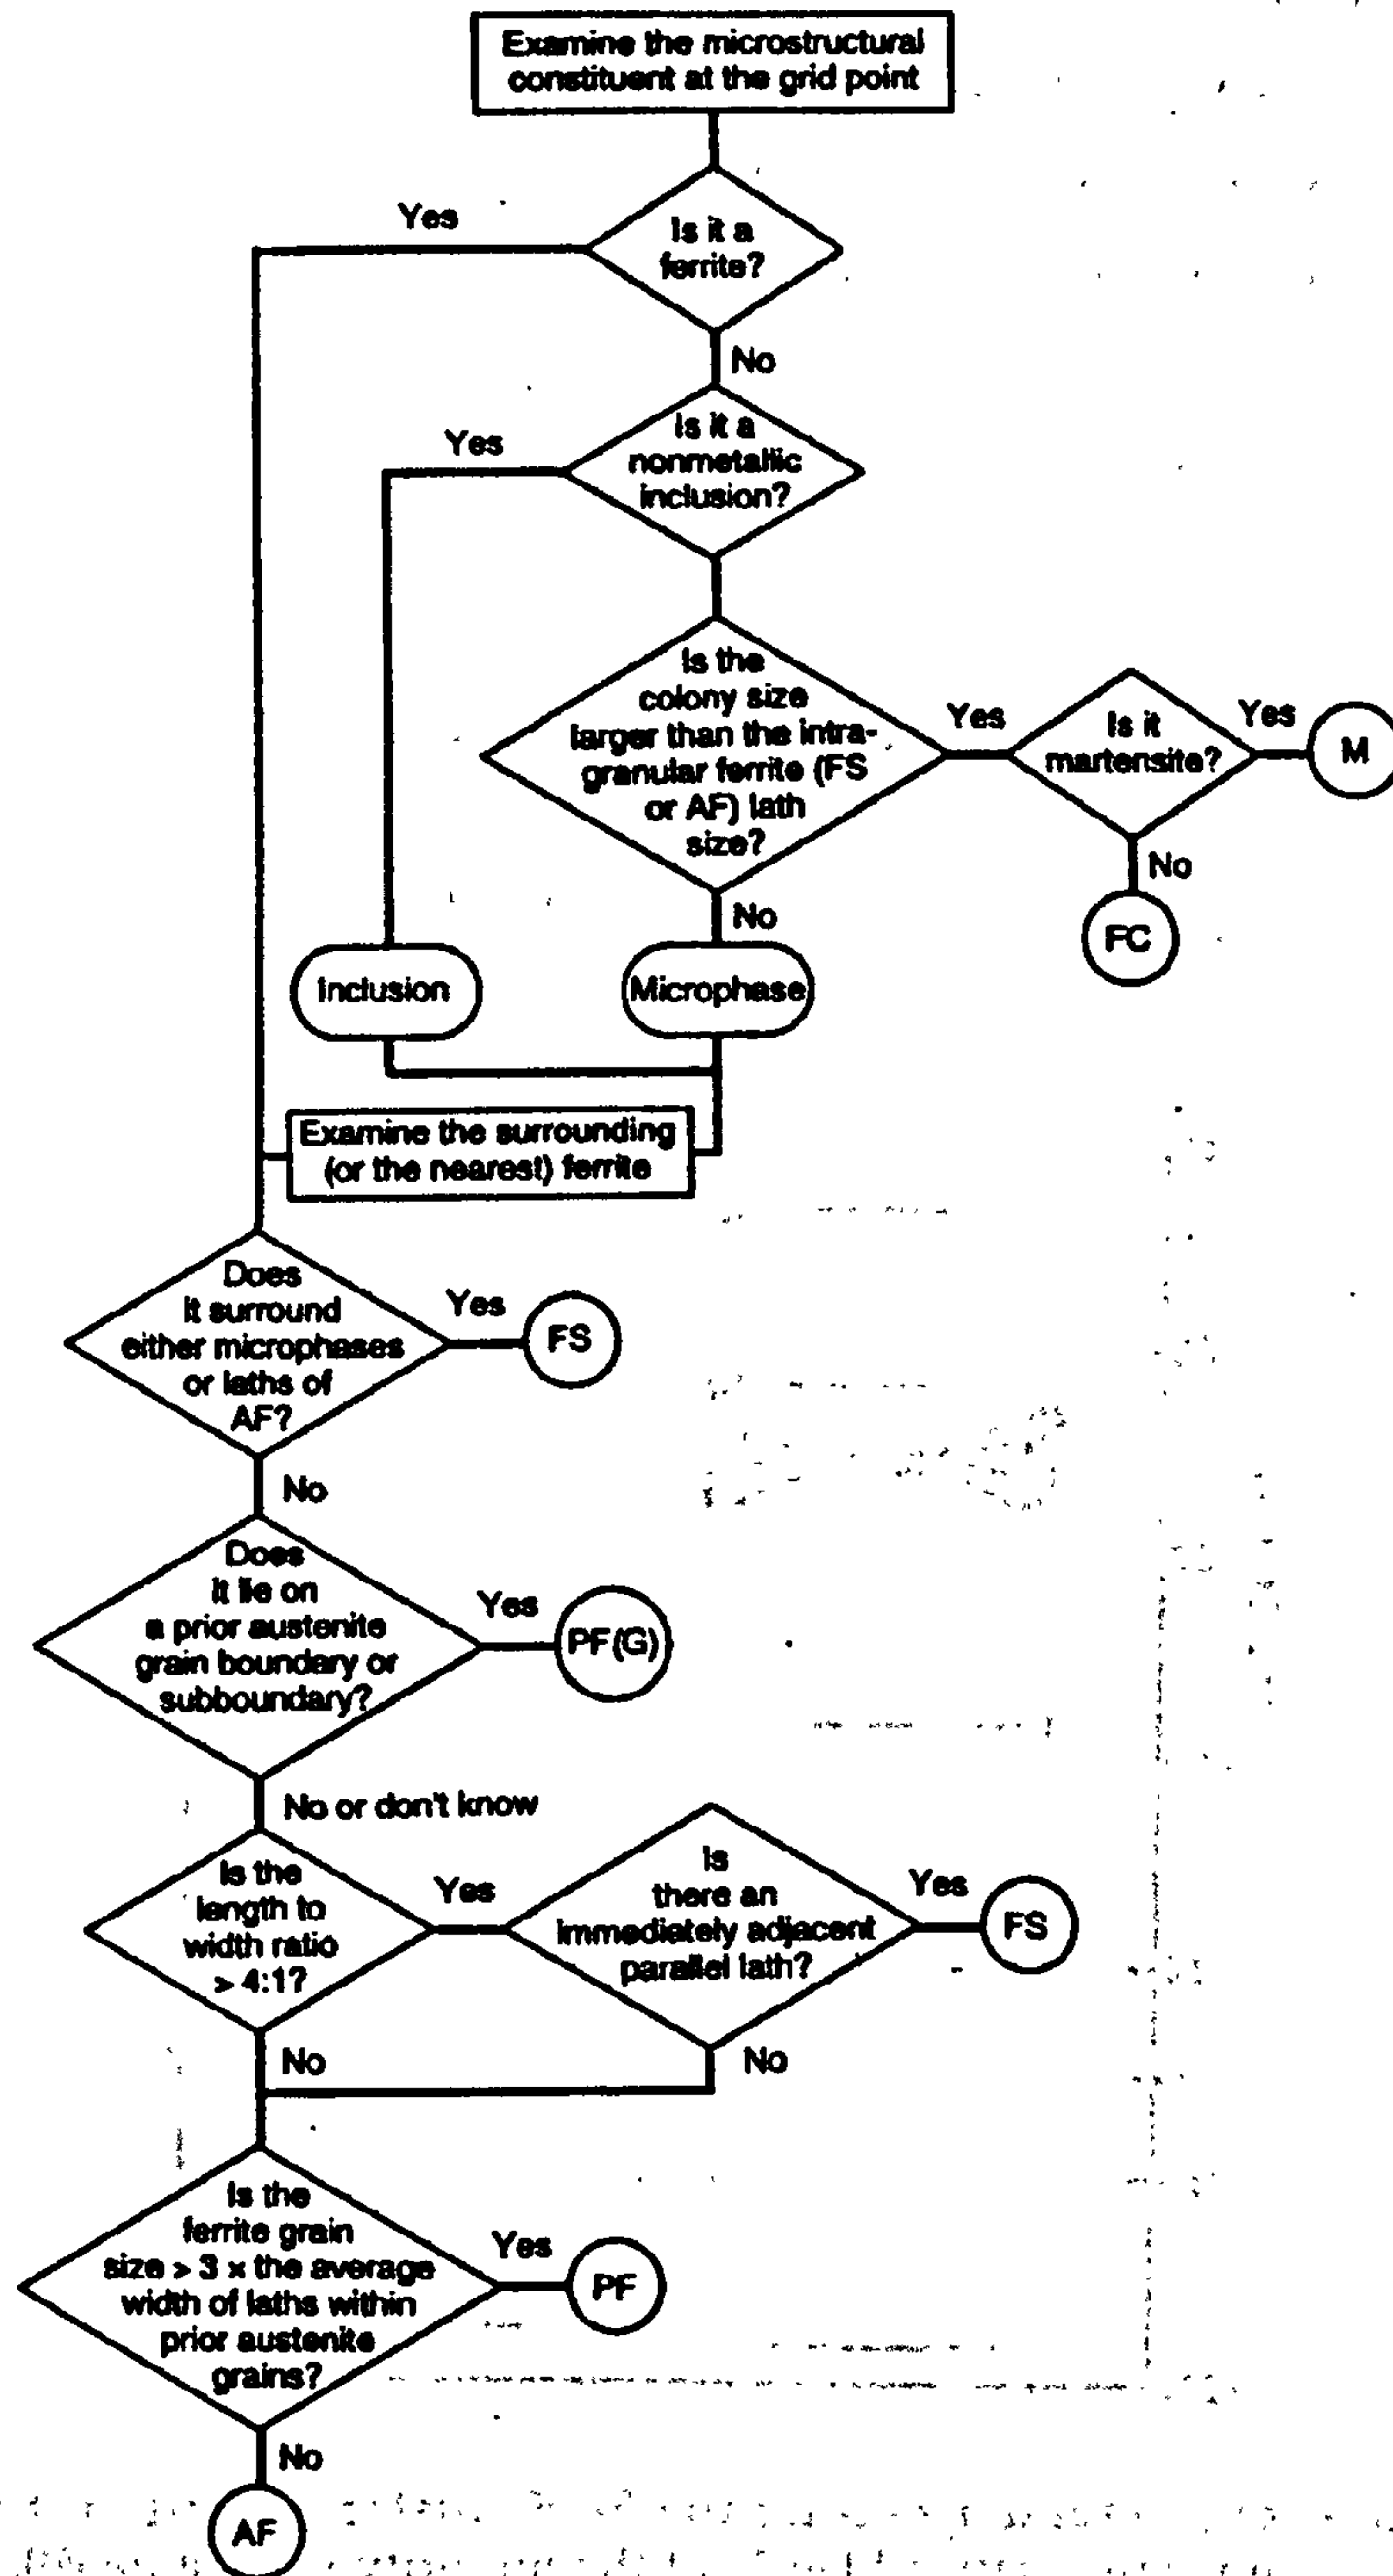 Examine the microstructural
constituent at the grid point
Yes
Is it a
ferrite?
No
Yes
Is it a
nonmetallic
inclusion?
Is the
colony size
larger than the intra-
granular ferrite (FS
or AF) lath
size?
Yes
Is it
martensite?
Yes
M
No
FC
No
Inclusion
Microphase
Examine the surrounding
(or the nearest) ferrite
Does
it surround
either microphases
or laths of
AF?
Yes
FS
No
Does
it lie on
a prior austenite
grain boundary or
subboundary?
Yes
PF(G)
No or don't know
Is the
length to
width ratio
> 4:1?
Yes
Is
there an
immediately adjacent
parallel lath?
Yes
FS
No
No
Is the
ferrite grain
size > 3 × the average
width of laths within
prior austenite
grains?
Yes
PF
No
AF